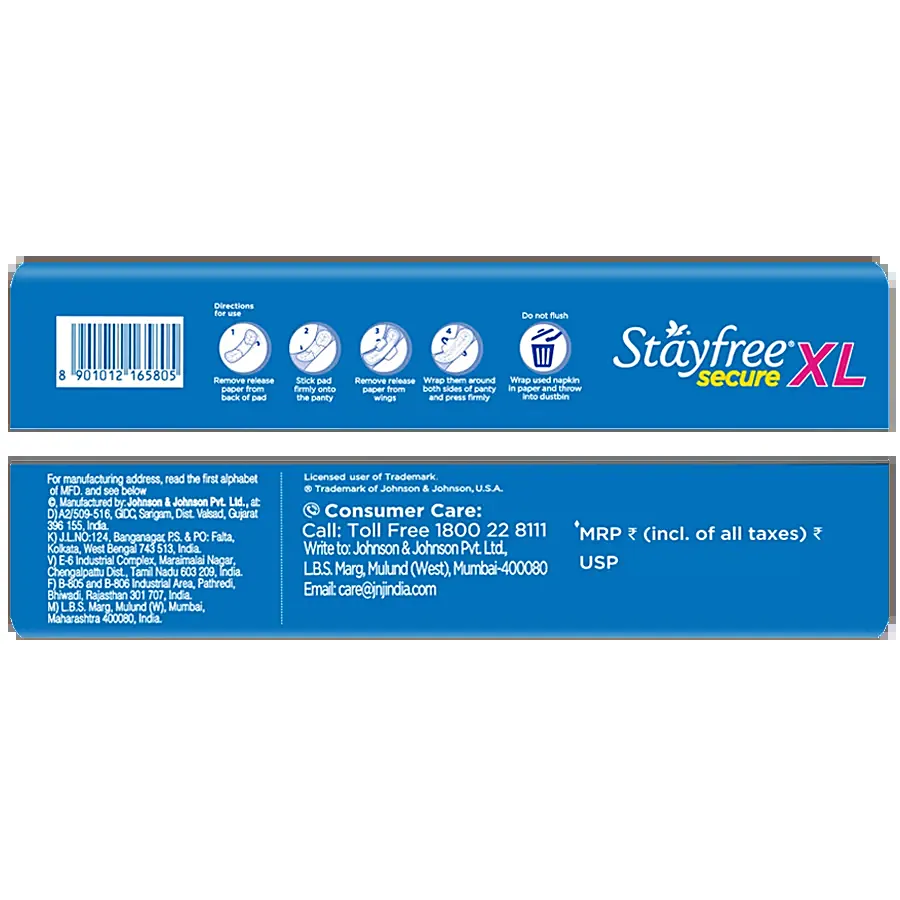 8 901012 165805
Directions
for use
1
Remove release
paper from
back of pad
2
Stick pad
firmly onto
the panty
3
Remove release
paper from
wings
4
Wrap them around
both sides of panty
and press firmly
Do not flush
Wrap used napkin
in paper and throw
into dustbin
Stayfree®
secure XL
For manufacturing address, read the first alphabet
of MFD. and see below
©, Manufactured by: Johnson & Johnson Pvt. Ltd., at:
D) A2/509-516, GIDC, Sarigam, Dist. Valsad, Gujarat
396 155, India.
K) J.L.NO:124, Banganagar, P.S. & PO: Falta,
Kolkata, West Bengal 743 513, India.
V) E-6 Industrial Complex, Maraimalai Nagar,
Chengalpattu Dist., Tamil Nadu 603 209, India.
F) B-805 and B-806 Industrial Area, Pathredi,
Bhiwadi, Rajasthan 301 707, India.
M) L.B.S. Marg, Mulund (W), Mumbai,
Maharashtra 400080, India.
Licensed user of Trademark.
® Trademark of Johnson & Johnson, U.S.A.
Consumer Care:
Call: Toll Free 1800 22 8111
Write to: Johnson & Johnson Pvt. Ltd.,
L.B.S. Marg, Mulund (West), Mumbai-400080
Email: care@jnjindia.com
MRP ₹ (incl. of all taxes) ₹
USP